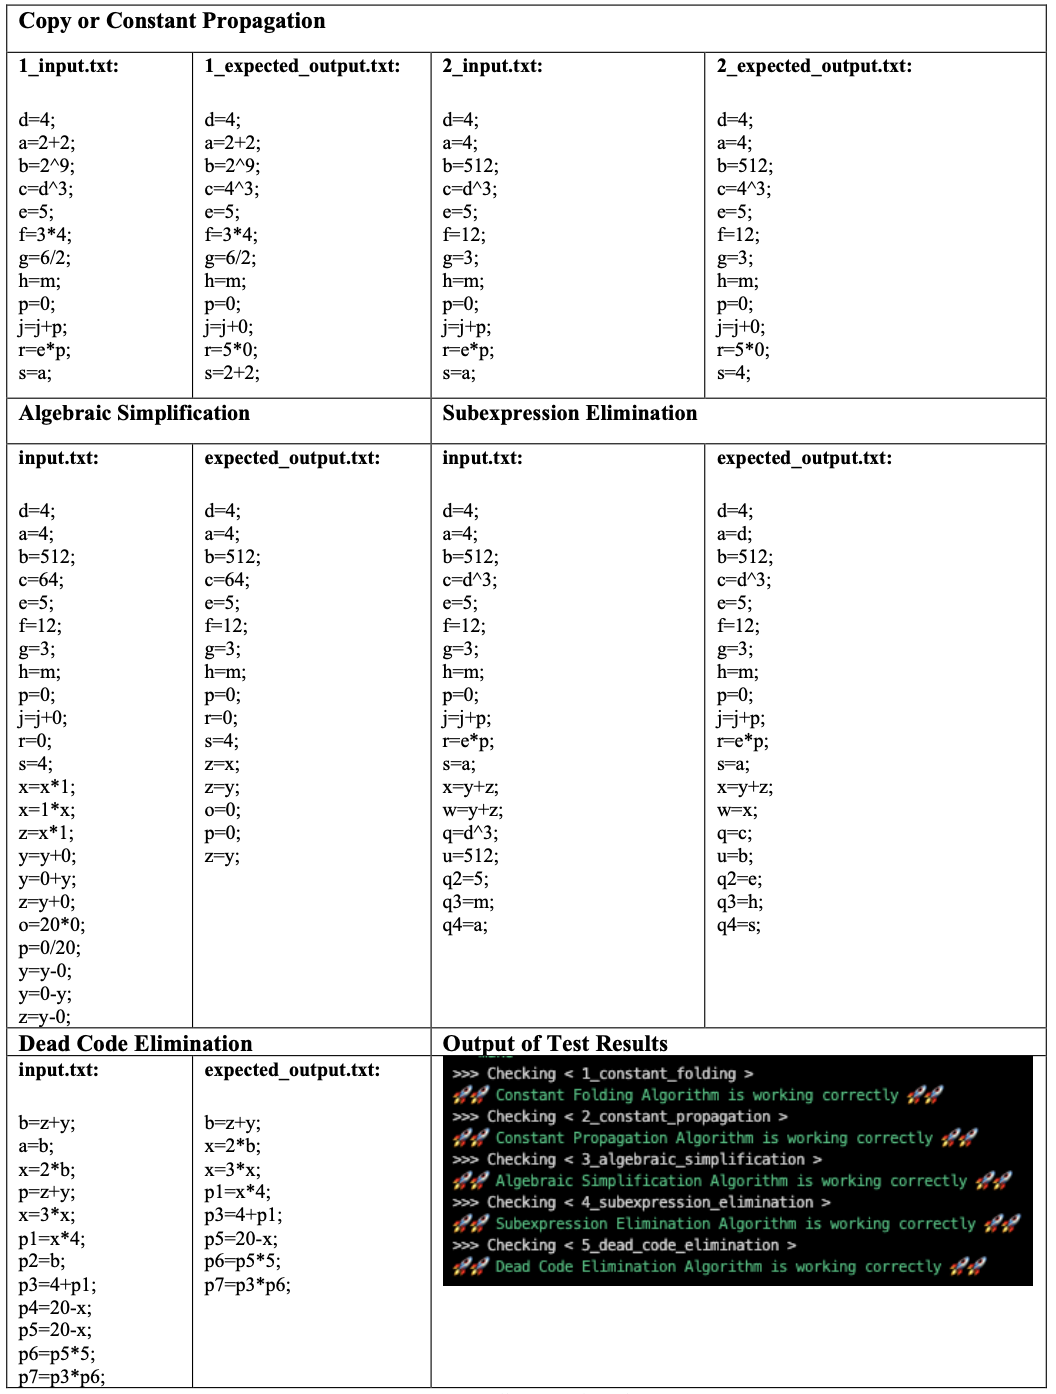 Copy or Constant Propagation
1_input.txt:
d=4;
a=2+2;
b=2^9;
c=d^3;
e=5;
f=3*4;
g=6/2;
h=m;
p=0;
j=j+p;
r=e*p;
s=a;
1_expected_output.txt:
d=4;
a=2+2;
b=2^9;
c=4^3;
e=5;
f=3*4;
g=6/2;
h=m;
p=0;
j=j+0;
r=5*0;
s=2+2;
2_input.txt:
d=4;
a=4;
b=512;
c=d^3;
e=5;
f=12;
g=3;
h=m;
p=0;
j=j+p;
r=e*p;
s=a;
2_expected_output.txt:
d=4;
a=4;
b=512;
c=4^3;
e=5;
f=12;
g=3;
h=m;
p=0;
j=j+0;
r=5*0;
s=4;
Algebraic Simplification
input.txt:
d=4;
a=4;
b=512;
c=64;
e=5;
f=12;
g=3;
h=m;
p=0;
j=j+0;
r=0;
s=4;
x=x*1;
x=1*x;
z=x*1;
y=y+0;
y=0+y;
z=y+0;
o=20*0;
p=0/20;
y=y-0;
y=0-y;
z=y-0;
expected_output.txt:
d=4;
a=4;
b=512;
c=64;
e=5;
f=12;
g=3;
h=m;
p=0;
r=0;
s=4;
z=x;
z=y;
o=0;
p=0;
z=y;
Subexpression Elimination
input.txt:
d=4;
a=4;
b=512;
c=d^3;
e=5;
f=12;
g=3;
h=m;
p=0;
j=j+p;
r=e*p;
s=a;
x=y+z;
w=y+z;
q=d^3;
u=512;
q2=5;
q3=m;
q4=a;
expected_output.txt:
d=4;
a=d;
b=512;
c=d^3;
e=5;
f=12;
g=3;
h=m;
p=0;
j=j+p;
r=e*p;
s=a;
x=y+z;
w=x;
q=c;
u=b;
q2=e;
q3=h;
q4=s;
Dead Code Elimination
input.txt:
b=z+y;
a=b;
x=2*b;
p=z+y;
x=3*x;
p1=x*4;
p2=b;
p3=4+p1;
p4=20-x;
p5=20-x;
p6=p5*5;
p7=p3*p6;
expected_output.txt:
b=z+y;
x=2*b;
x=3*x;
p1=x*4;
p3=4+p1;
p5=20-x;
p6=p5*5;
p7=p3*p6;
Output of Test Results
>>> Checking < 1_constant_folding >
🚀🚀 Constant Folding Algorithm is working correctly 🚀🚀
>>> Checking < 2_constant_propagation >
🚀🚀 Constant Propagation Algorithm is working correctly 🚀🚀
>>> Checking < 3_algebraic_simplification >
🚀🚀 Algebraic Simplification Algorithm is working correctly 🚀🚀
>>> Checking < 4_subexpression_elimination >
🚀🚀 Subexpression Elimination Algorithm is working correctly 🚀🚀
>>> Checking < 5_dead_code_elimination >
🚀🚀 Dead Code Elimination Algorithm is working correctly 🚀🚀